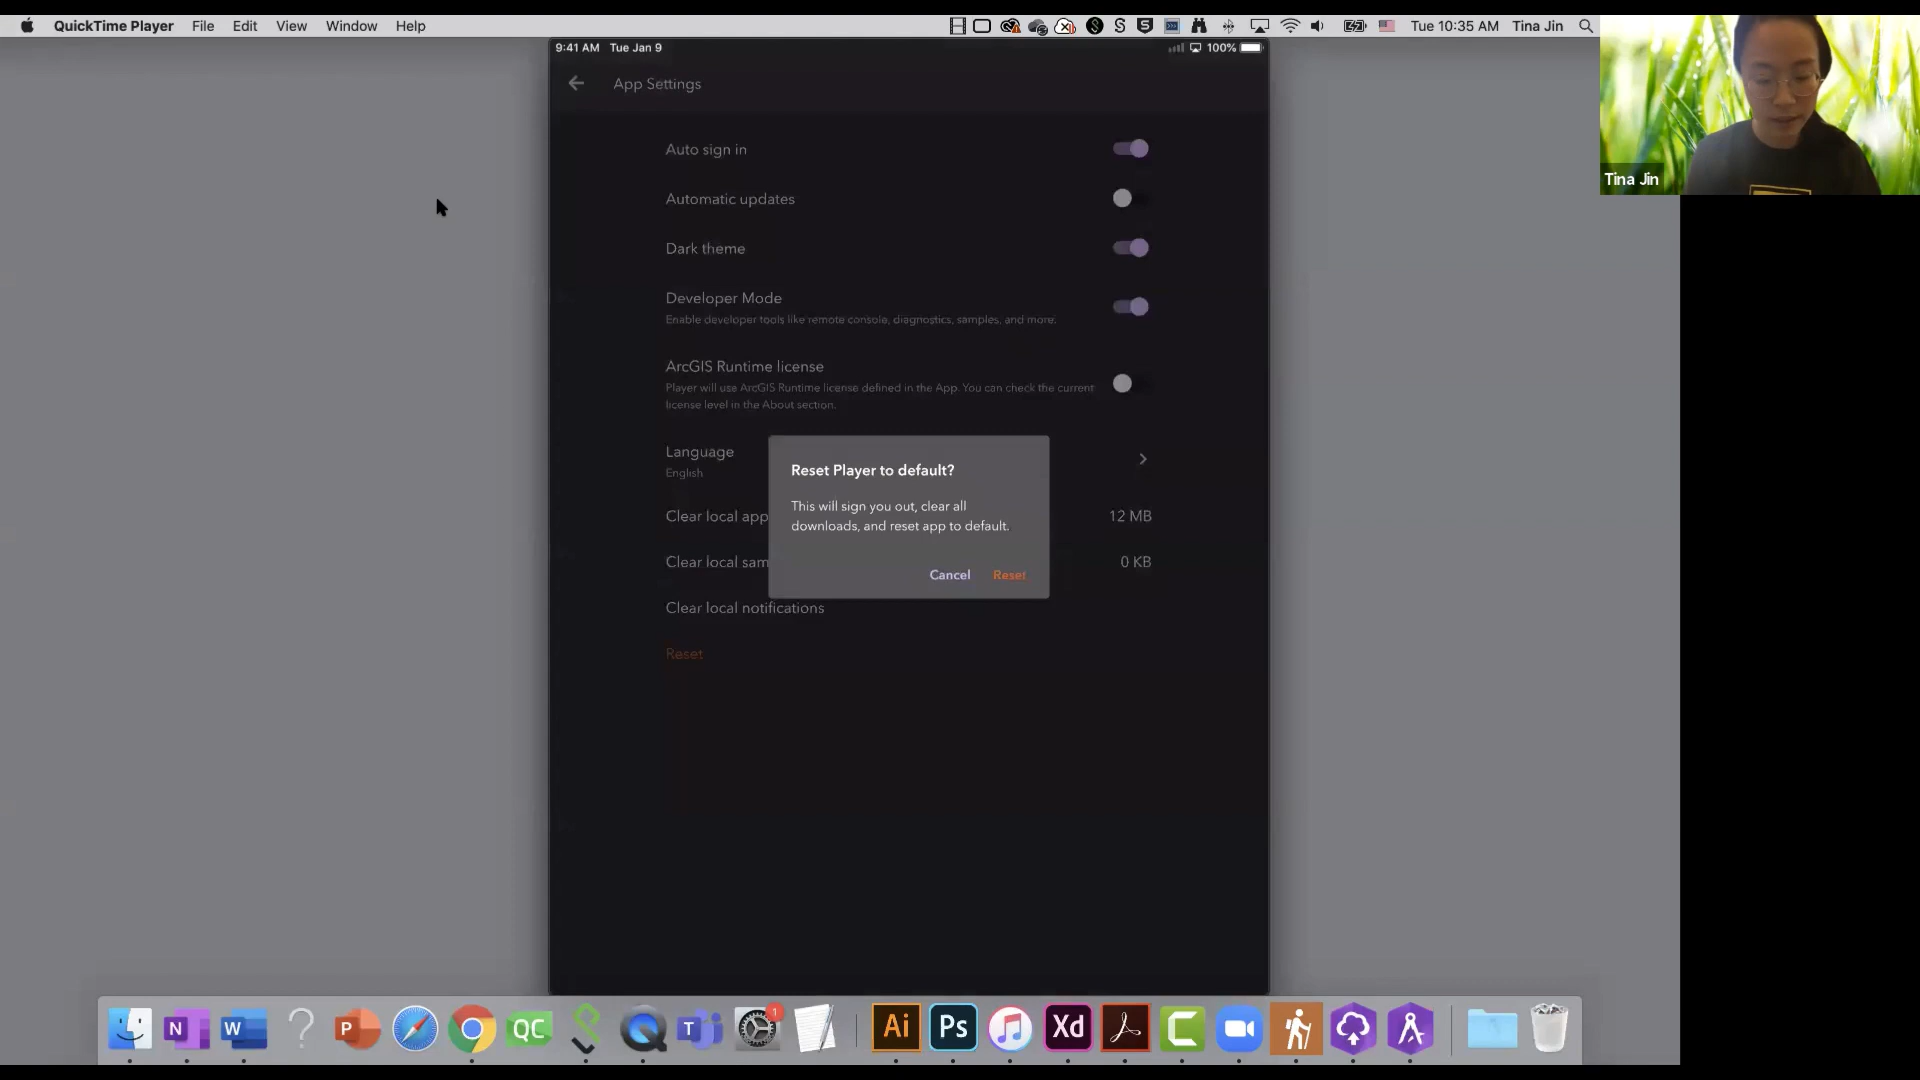 QuickTime Player File Edit View Window Help Tue 10:35 AM Tina Jin
9:41 AM Tue Jan 9 100%
App Settings
Tina Jin
Auto sign in
Automatic updates
Dark theme
Developer Mode
Enable developer tools like remote console, diagnostics, samples, and more.
ArcGIS Runtime license
Player will use ArcGIS Runtime license defined in the App. You can check the current
license level in the About section.
Language
English
Reset Player to default?
This will sign you out, clear all
downloads, and reset app to default.
Cancel Reset
Clear local app 12 MB
Clear local sam 0 KB
Clear local notifications
Reset
N W ? P QC T 1 Ai Ps Xd